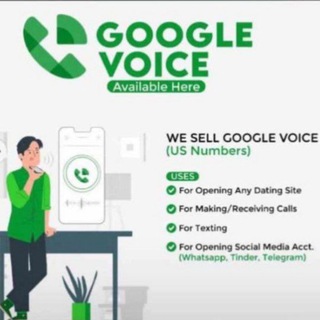 GOOGLE
VOICE
Available Here
WE SELL GOOGLE VOICE
(US Numbers)
USES
For Opening Any Dating Site
For Making/Receiving Calls
For Texting
For Opening Social Media Acct.
(Whatsapp, Tinder, Telegram)